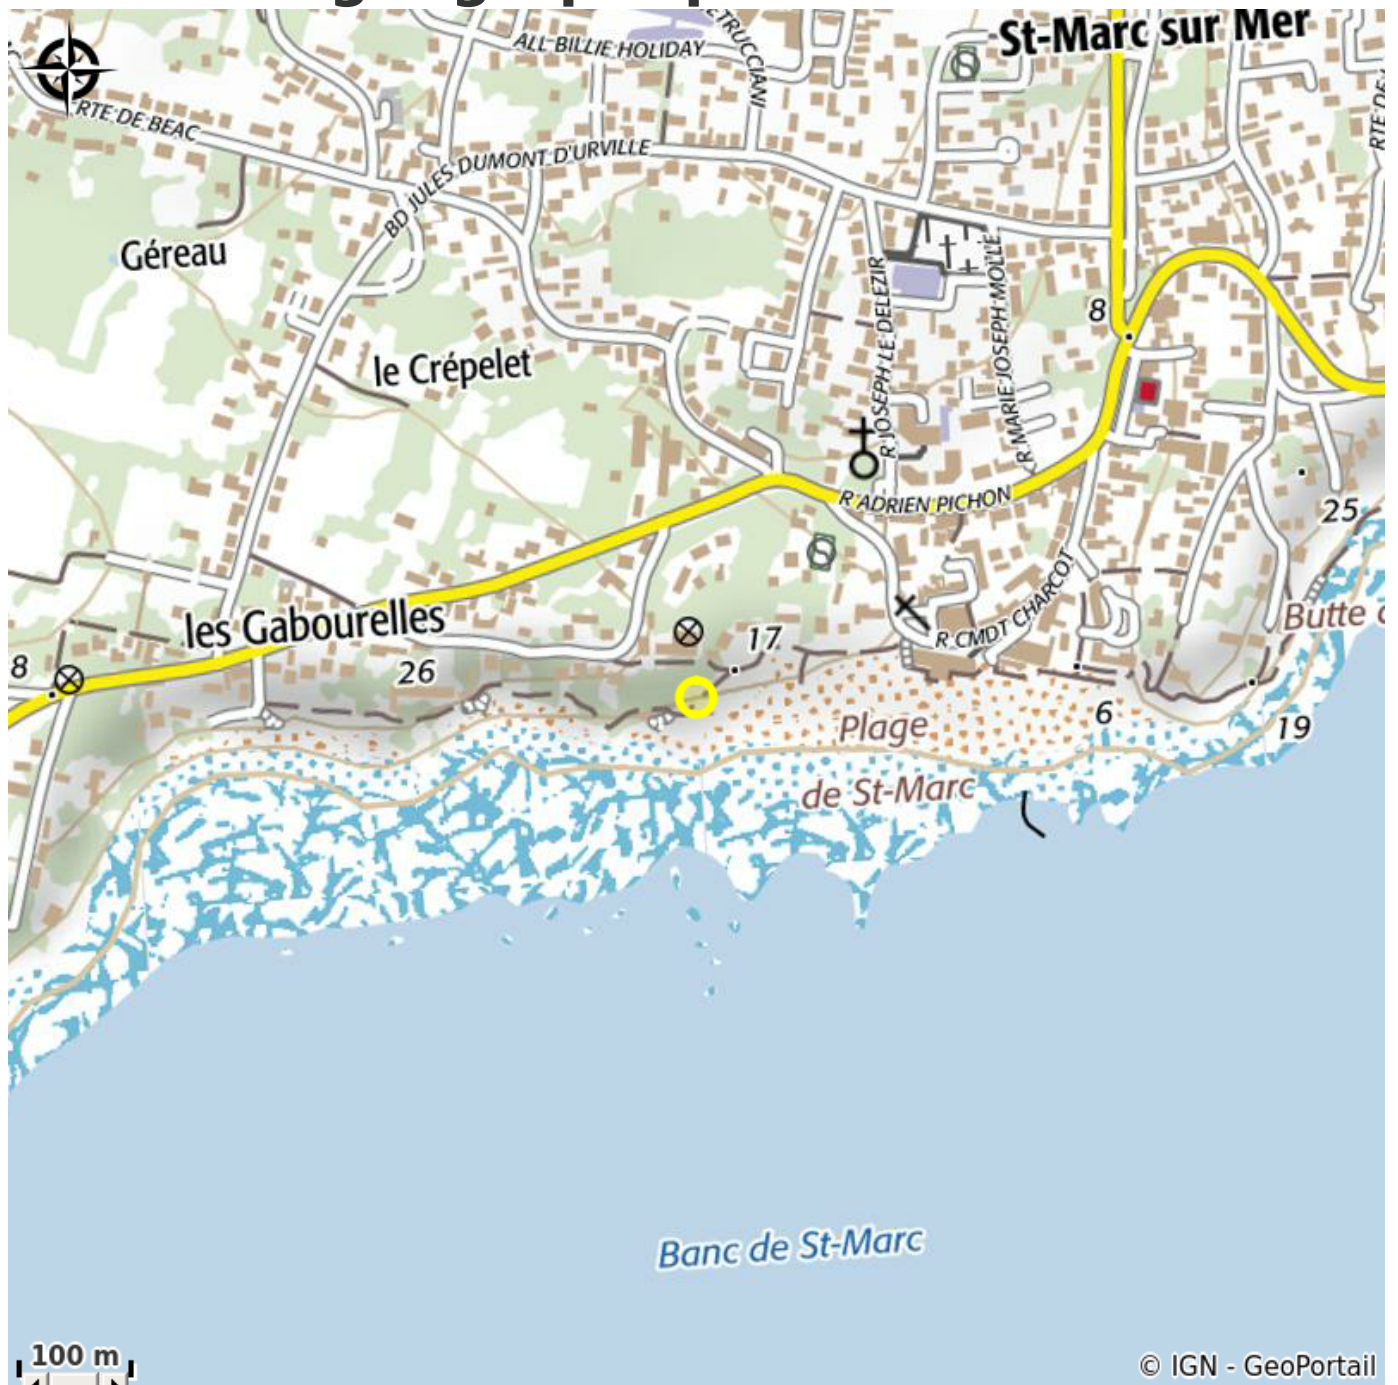 St-Marc sur Mer
ALL BILLIE HOLIDAY
RTE DE BEAC
BD JULES DUMONT D'URVILLE
Géreau
R JOSEPH LE DELEZIR
R MARIE JOSEPH MOLLÉ
8
le Crépelet
R ADRIEN PICHON
25
les Gabourelles
R CMDT CHARCOT
Butte
17
8
26
Plage
6
19
de St-Marc
Banc de St-Marc
100 m
© IGN - GeoPortail